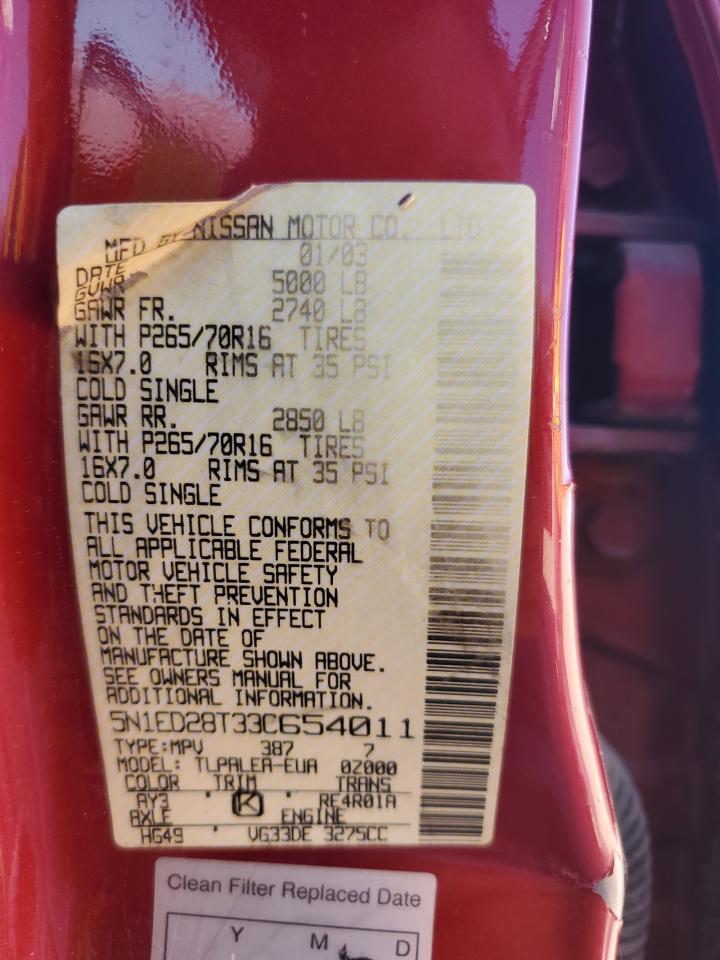 MFD BY NISSAN MOTOR CO. LTD
DATE 01/03
GVWR 5000 LB
GAWR FR. 2740 LB
WITH P265/70R16 TIRES
16X7.0 RIMS AT 35 PSI
COLD SINGLE
GAWR RR. 2850 LB
WITH P265/70R16 TIRES
16X7.0 RIMS AT 35 PSI
COLD SINGLE
THIS VEHICLE CONFORMS TO
ALL APPLICABLE FEDERAL
MOTOR VEHICLE SAFETY
AND THEFT PREVENTION
STANDARDS IN EFFECT
ON THE DATE OF
MANUFACTURE SHOWN ABOVE.
SEE OWNERS MANUAL FOR
ADDITIONAL INFORMATION.
5N1ED28T33C654011
TYPE:MPV 387 7
MODEL: TLPALEA-EUA 0Z000
COLOR TRIM TRANS
AY3 K RE4R01A
AXLE ENGINE
HG49 VG33DE 3275CC
Clean Filter Replaced Date
Y M D